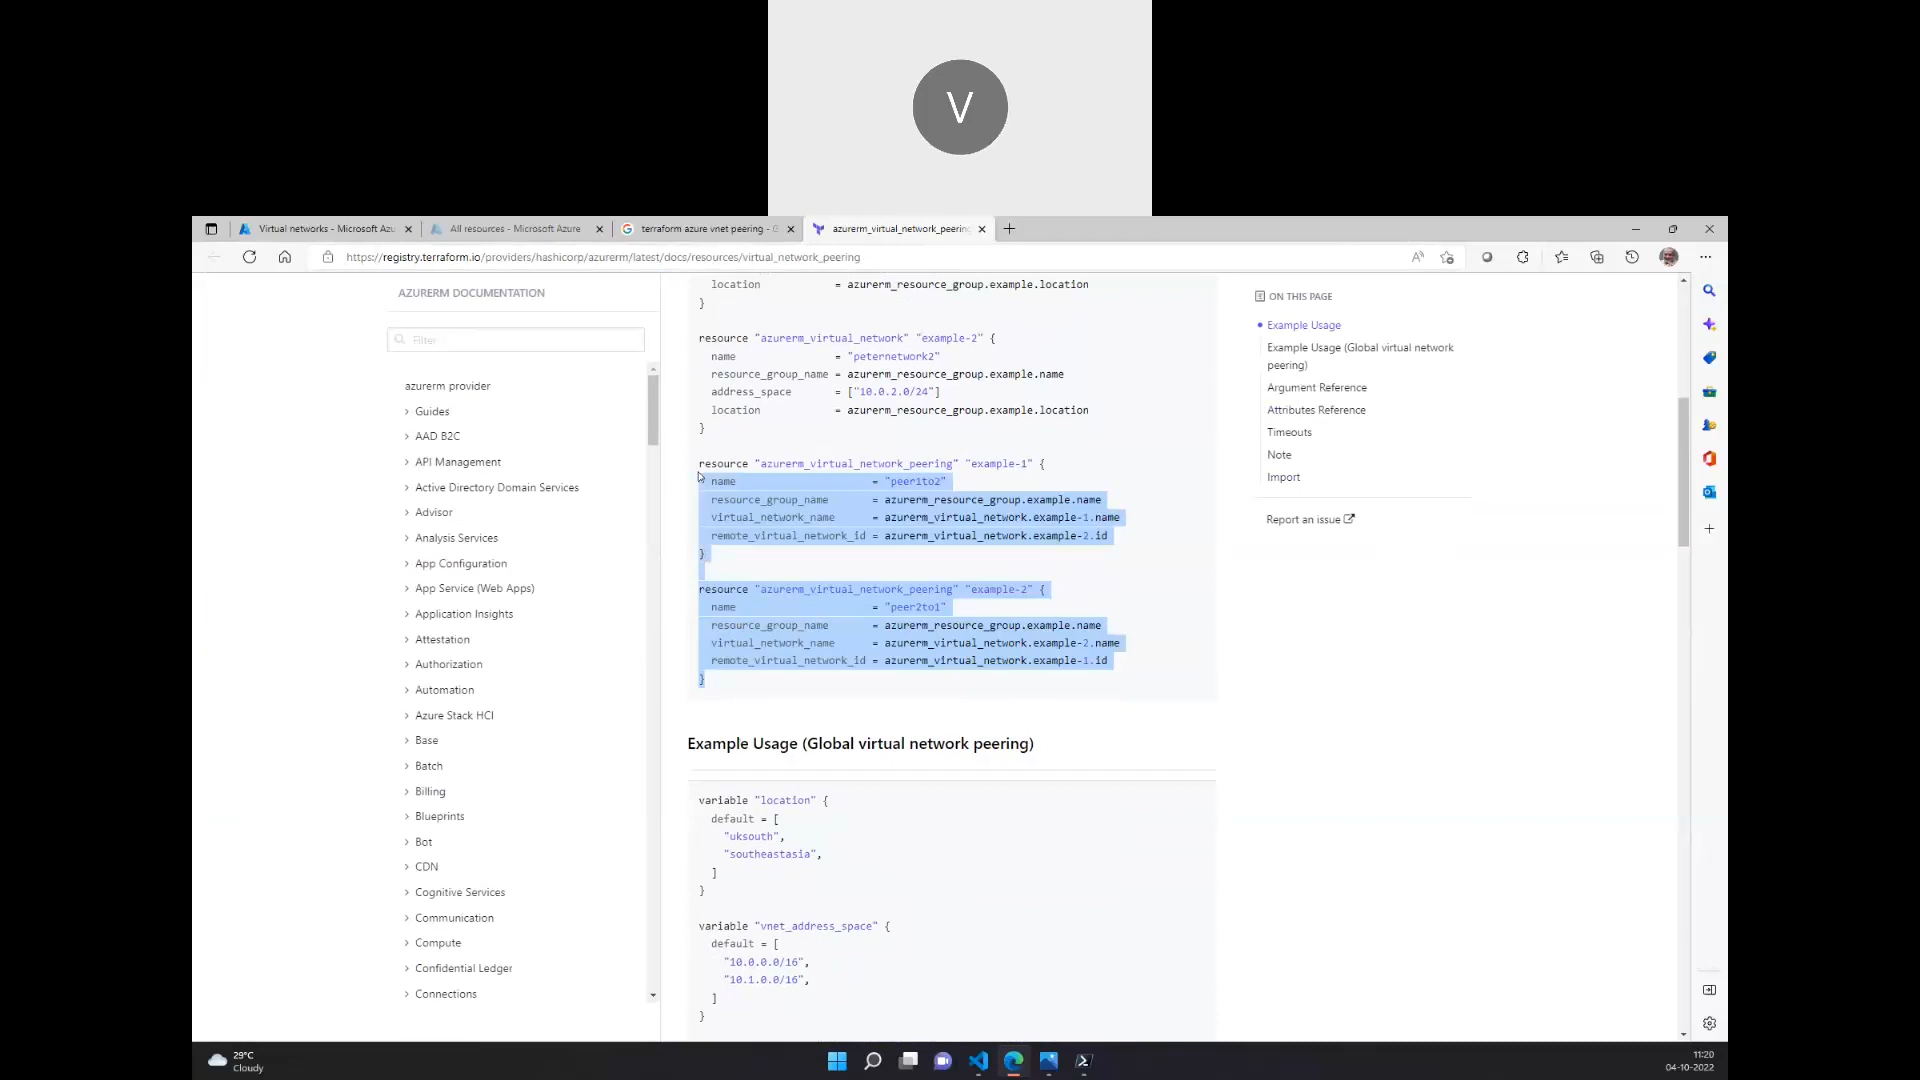 V
Virtual networks - Microsoft Azu
All resources - Microsoft Azure
terraform azure vnet peering - G
azurerm_virtual_network_peering
https://registry.terraform.io/providers/hashicorp/azurerm/latest/docs/resources/virtual_network_peering
AZURERM DOCUMENTATION
Filter
azurerm provider
Guides
AAD B2C
API Management
Active Directory Domain Services
Advisor
Analysis Services
App Configuration
App Service (Web Apps)
Application Insights
Attestation
Authorization
Automation
Azure Stack HCI
Base
Batch
Billing
Blueprints
Bot
CDN
Cognitive Services
Communication
Compute
Confidential Ledger
Connections
location = azurerm_resource_group.example.location
}
resource "azurerm_virtual_network" "example-2" {
name = "peternetwork2"
resource_group_name = azurerm_resource_group.example.name
address_space = ["10.0.2.0/24"]
location = azurerm_resource_group.example.location
}
resource "azurerm_virtual_network_peering" "example-1" {
name = "peer1to2"
resource_group_name = azurerm_resource_group.example.name
virtual_network_name = azurerm_virtual_network.example-1.name
remote_virtual_network_id = azurerm_virtual_network.example-2.id
}
resource "azurerm_virtual_network_peering" "example-2" {
name = "peer2to1"
resource_group_name = azurerm_resource_group.example.name
virtual_network_name = azurerm_virtual_network.example-2.name
remote_virtual_network_id = azurerm_virtual_network.example-1.id
}
Example Usage (Global virtual network peering)
variable "location" {
default = [
"uksouth",
"southeastasia",
]
}
variable "vnet_address_space" {
default = [
"10.0.0.0/16",
"10.1.0.0/16",
]
}
ON THIS PAGE
Example Usage
Example Usage (Global virtual network
peering)
Argument Reference
Attributes Reference
Timeouts
Note
Import
Report an issue
29°C
Cloudy
11:20
04-10-2022